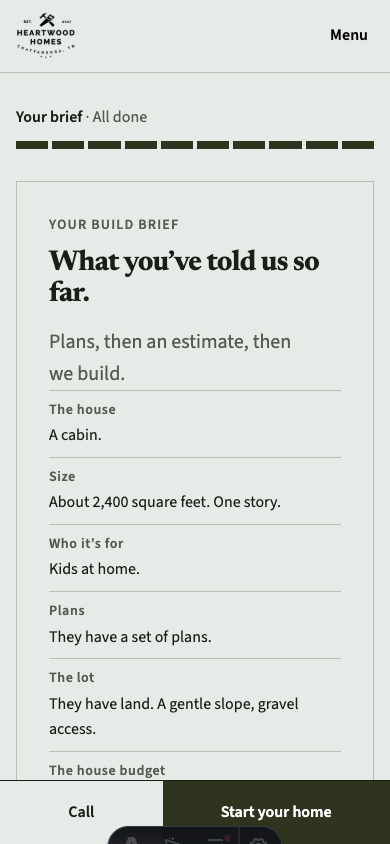 EST. 2017
HEARTWOOD
HOMES
CHATTANOOGA, TN
Menu
Your brief · All done
YOUR BUILD BRIEF
What you’ve told us so
far.
Plans, then an estimate, then
we build.
The house
A cabin.
Size
About 2,400 square feet. One story.
Who it’s for
Kids at home.
Plans
They have a set of plans.
The lot
They have land. A gentle slope, gravel
access.
The house budget
Call
Start your home